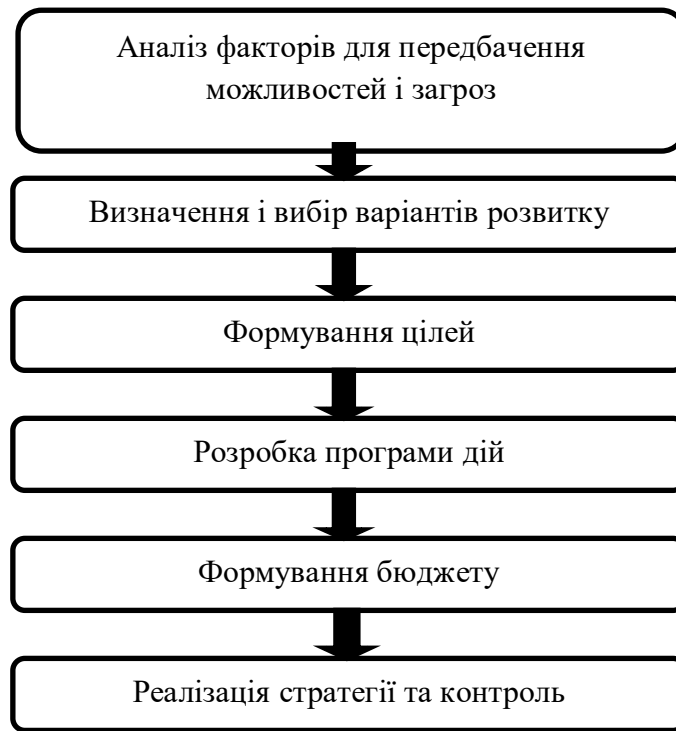 Аналіз факторів для передбачення
можливостей і загроз
Визначення і вибір варіантів розвитку
Формування цілей
Розробка програми дій
Формування бюджету
Реалізація стратегії та контроль